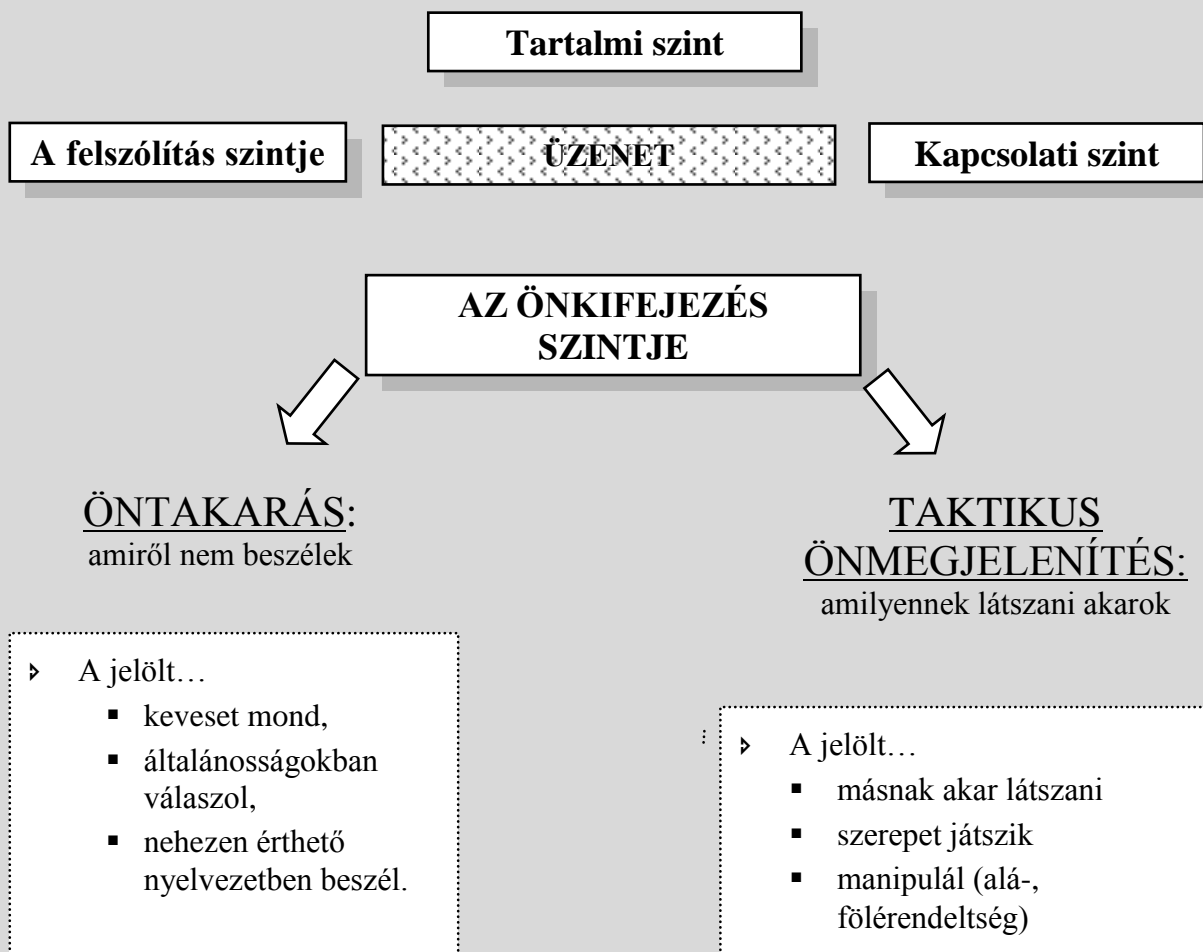 Tartalmi szint
A felszólítás szintje
ÜZENET
Kapcsolati szint
AZ ÖNKIFEJEZÉS
SZINTJE
ÖNTAKARÁS:
amiről nem beszélek
TAKTIKUS
ÖNMEGJELENÍTÉS:
amilyennek látszani akarok
A jelölt…
keveset mond,
általánosságokban
válaszol,
nehezen érthető
nyelvezetben beszél.
A jelölt…
másnak akar látszani
szerepet játszik
manipulál (alá-,
fölérendeltség)